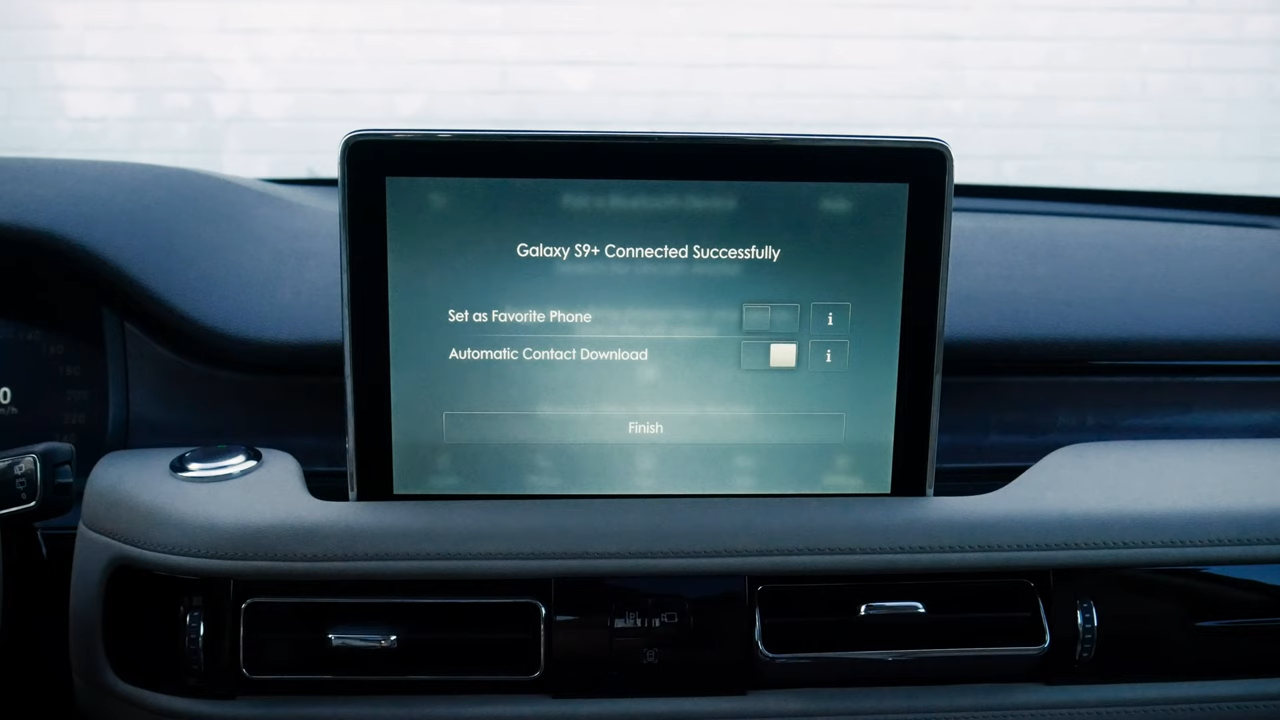 Galaxy S9+ Connected Successfully
Set as Favorite Phone
i
Automatic Contact Download
i
Finish